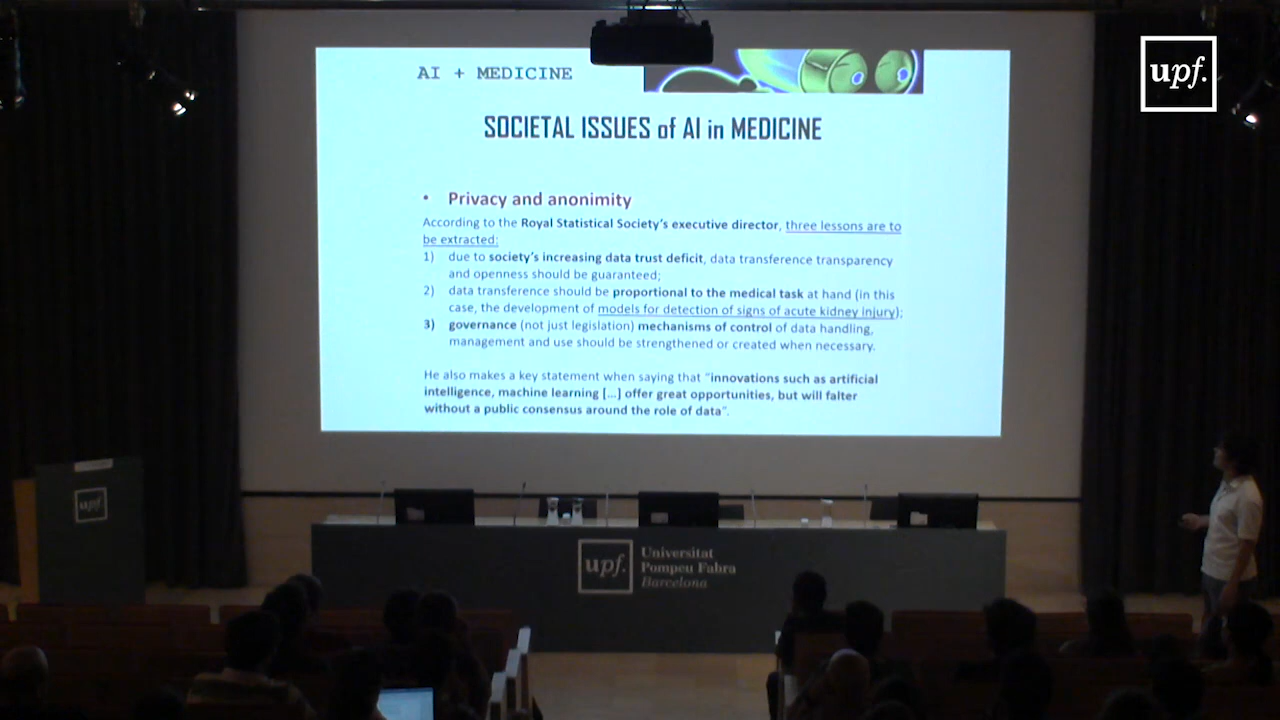 AI + MEDICINE
upf.
SOCIETAL ISSUES of AI in MEDICINE
• Privacy and anonimity
According to the Royal Statistical Society's executive director, three lessons are to
be extracted:
1) due to society's increasing data trust deficit, data transference transparency
and openness should be guaranteed;
2) data transference should be proportional to the medical task at hand (in this
case, the development of models for detection of signs of acute kidney injury);
3) governance (not just legislation) mechanisms of control of data handling,
management and use should be strengthened or created when necessary.
He also makes a key statement when saying that "innovations such as artificial
intelligence, machine learning [...] offer great opportunities, but will falter
without a public consensus around the role of data".
upf.
upf.
Universitat
Pompeu Fabra
Barcelona